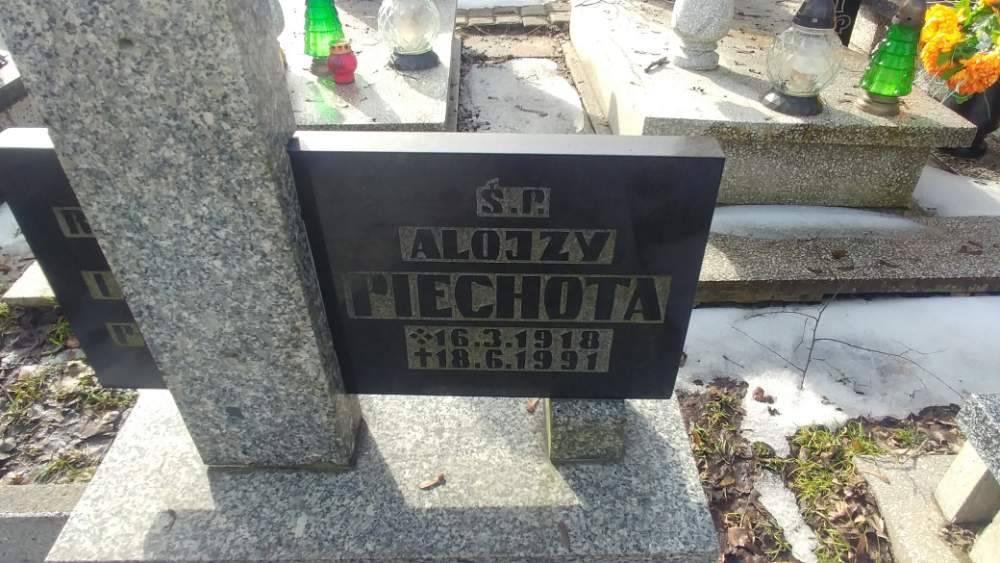 Ś.P.
ALOJZY
PIECHOTA
16.3.1918
✝18.6.1991